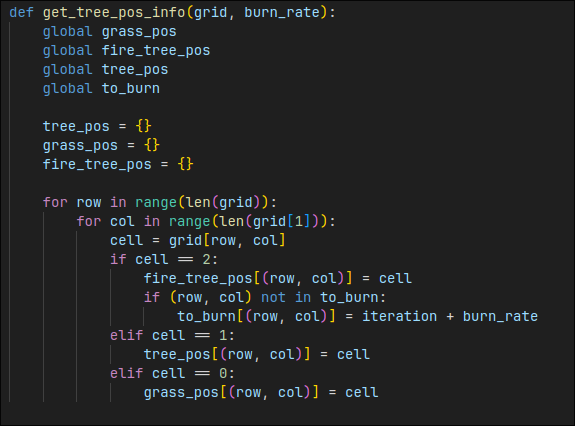 def get_tree_pos_info(grid, burn_rate):
    global grass_pos
    global fire_tree_pos
    global tree_pos
    global to_burn

    tree_pos = {}
    grass_pos = {}
    fire_tree_pos = {}

    for row in range(len(grid)):
        for col in range(len(grid[1])):
            cell = grid[row, col]
            if cell == 2:
                fire_tree_pos[(row, col)] = cell
                if (row, col) not in to_burn:
                    to_burn[(row, col)] = iteration + burn_rate
            elif cell == 1:
                tree_pos[(row, col)] = cell
            elif cell == 0:
                grass_pos[(row, col)] = cell